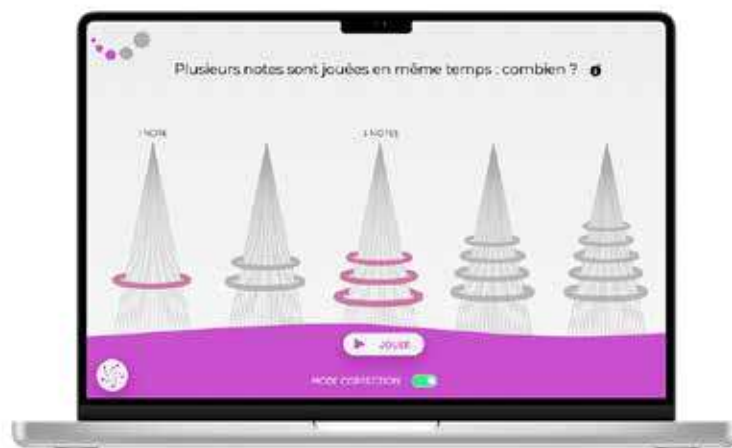 Plusieurs notes sont jouées en même temps : combien ?
1 NOTE
3 NOTES
JOUER
MODE CORRECTION